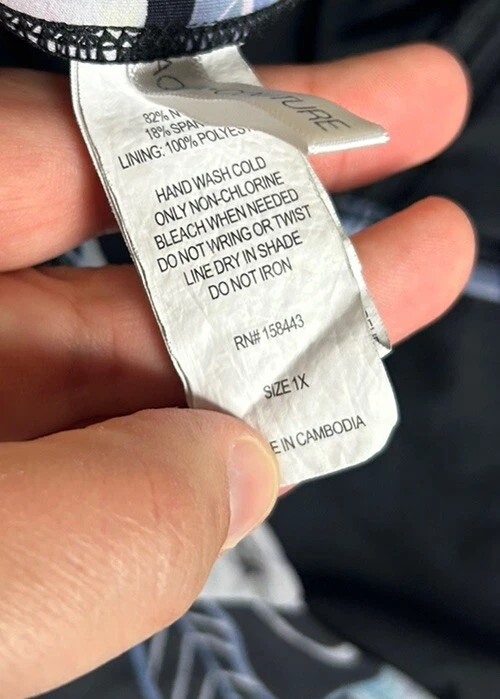 82% N
18% SPAN
LINING: 100% POLYEST
HAND WASH COLD
ONLY NON-CHLORINE
BLEACH WHEN NEEDED
DO NOT WRING OR TWIST
LINE DRY IN SHADE
DO NOT IRON
RN# 158443
SIZE 1X
E IN CAMBODIA